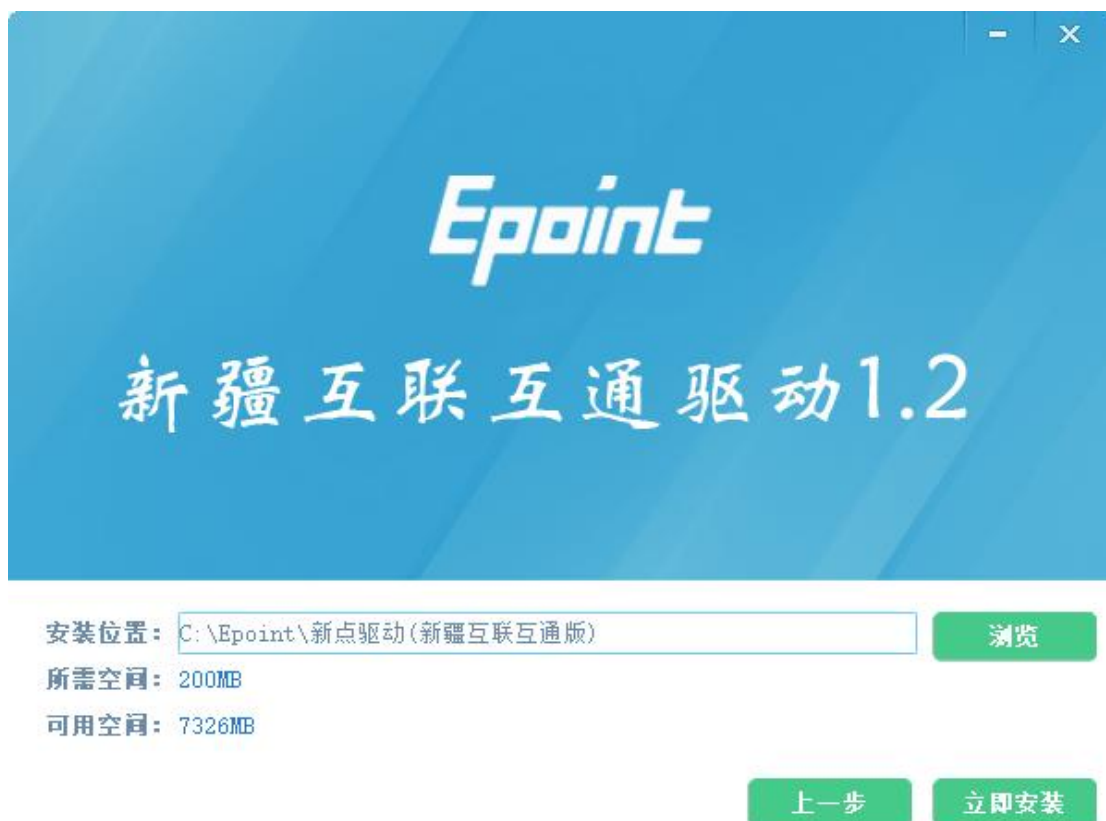 Epoint
新疆互联互通驱动1.2
安装位置: C:\Epoint\新点驱动(新疆互联互通版) 浏览
所需空间: 200MB
可用空间: 7326MB
上一步 立即安装